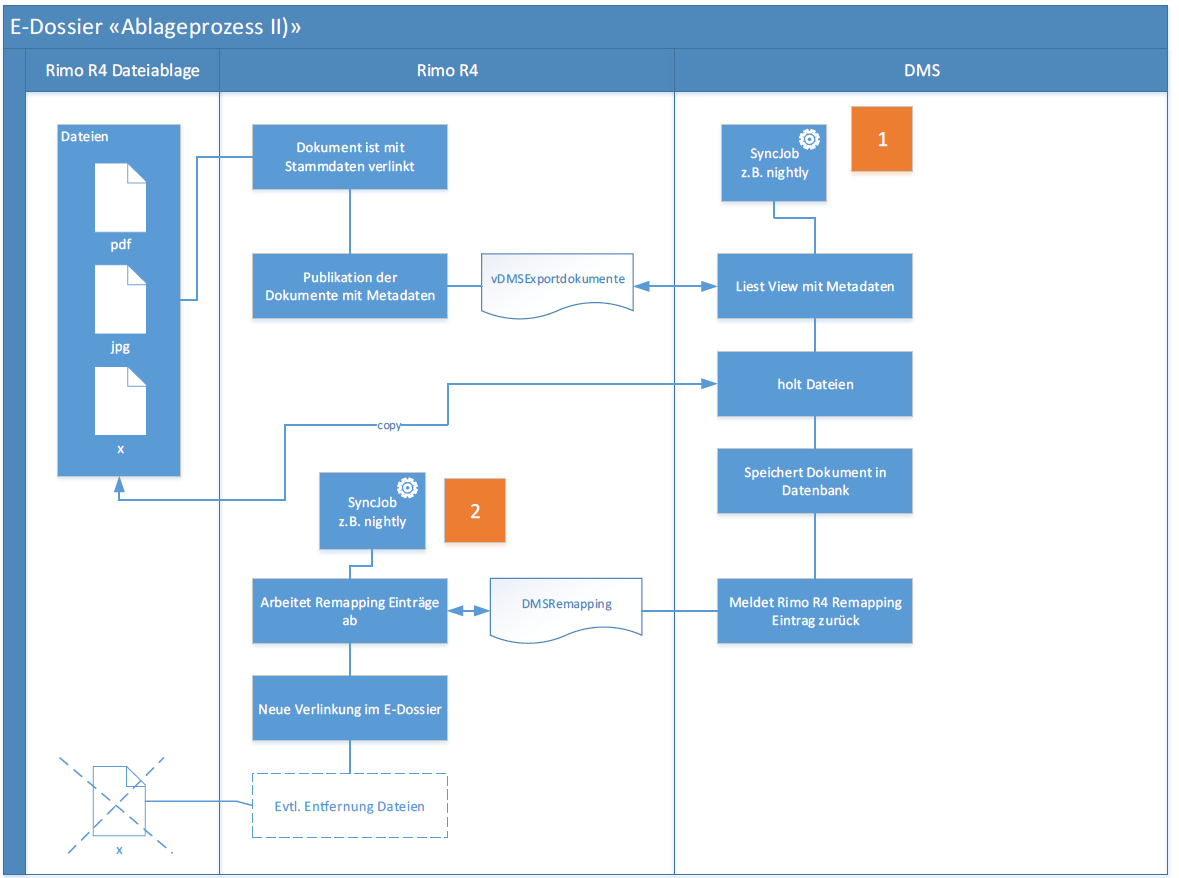 E-Dossier «Ablageprozess II)»
Rimo R4 Dateiablage
Rimo R4
DMS
Dateien
pdf
jpg
x
Dokument ist mit
Stammdaten verlinkt
Publikation der
Dokumente mit Metadaten
vDMSExportdokumente
SyncJob
z.B. nightly
1
Liest View mit Metadaten
holt Dateien
copy
Speichert Dokument in
Datenbank
Meldet Rimo R4 Remapping
Eintrag zurück
DMSRemapping
SyncJob
z.B. nightly
2
Arbeitet Remapping Einträge
ab
Neue Verlinkung im E-Dossier
Evtl. Entfernung Dateien
x